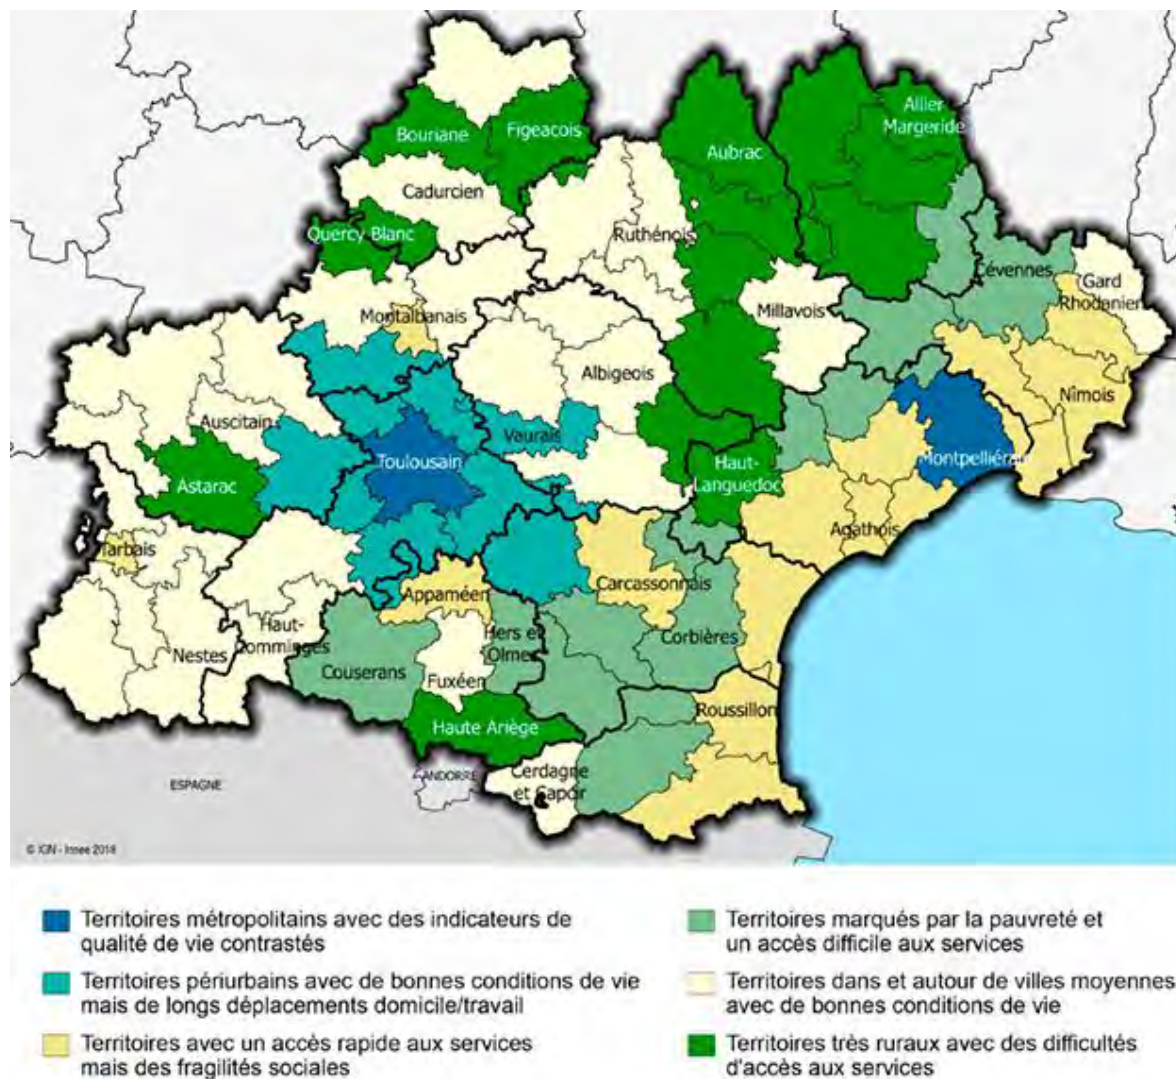 Allier
Margeride
Bouriane
Figeacois
Aubrac
Cadurcien
Quercy Blanc
Ruthénois
Cévennes
Gard
Rhodanien
Montalbanais
Millavois
Albigeois
Nîmois
Auscitain
Vaurais
Toulousain
Haut-
Languedoc
Montpelliérain
Astarac
Agathois
Tarbais
Carcassonnais
Appaméen
Haut-
Comminges
Hers et
Olmes
Corbières
Nestes
Couserans
Fuxéen
Roussillon
Haute Ariège
ANDORRE
Cerdagne
et Capcir
ESPAGNE
© IGN - Insee 2018
Territoires métropolitains avec des indicateurs de
qualité de vie contrastés
Territoires périurbains avec de bonnes conditions de vie
mais de longs déplacements domicile/travail
Territoires avec un accès rapide aux services
mais des fragilités sociales
Territoires marqués par la pauvreté et
un accès difficile aux services
Territoires dans et autour de villes moyennes
avec de bonnes conditions de vie
Territoires très ruraux avec des difficultés
d'accès aux services